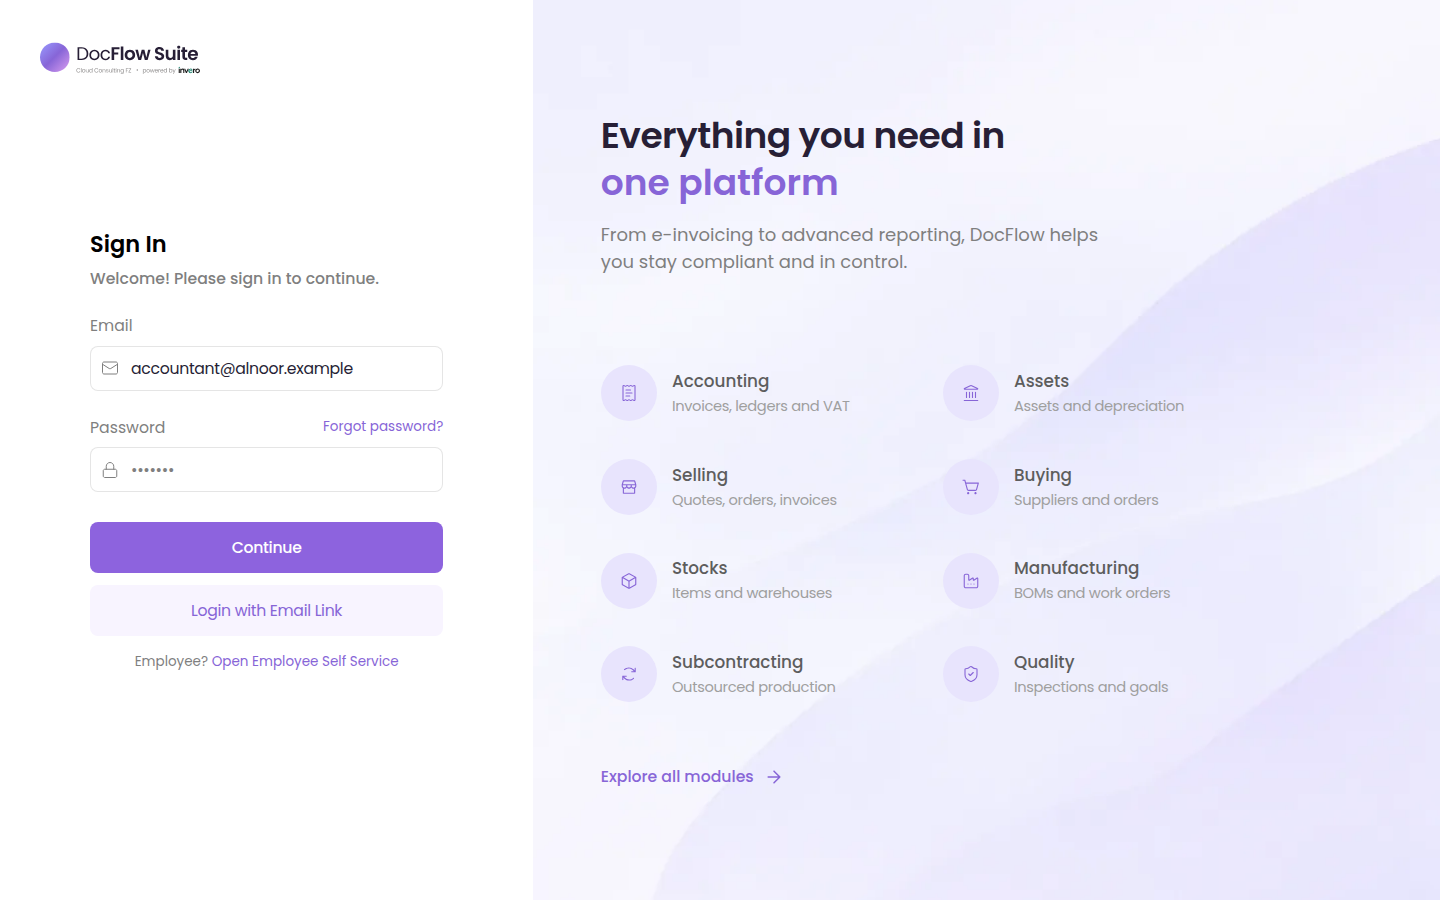 DocFlow Suite
Cloud Consulting FZ • powered by invero
Sign In
Welcome! Please sign in to continue.
Email
accountant@alnoor.example
Password
Forgot password?
•••••••
Continue
Login with Email Link
Employee? Open Employee Self Service
Everything you need in
one platform
From e-invoicing to advanced reporting, DocFlow helps
you stay compliant and in control.
Accounting
Invoices, ledgers and VAT
Assets
Assets and depreciation
Selling
Quotes, orders, invoices
Buying
Suppliers and orders
Stocks
Items and warehouses
Manufacturing
BOMs and work orders
Subcontracting
Outsourced production
Quality
Inspections and goals
Explore all modules →